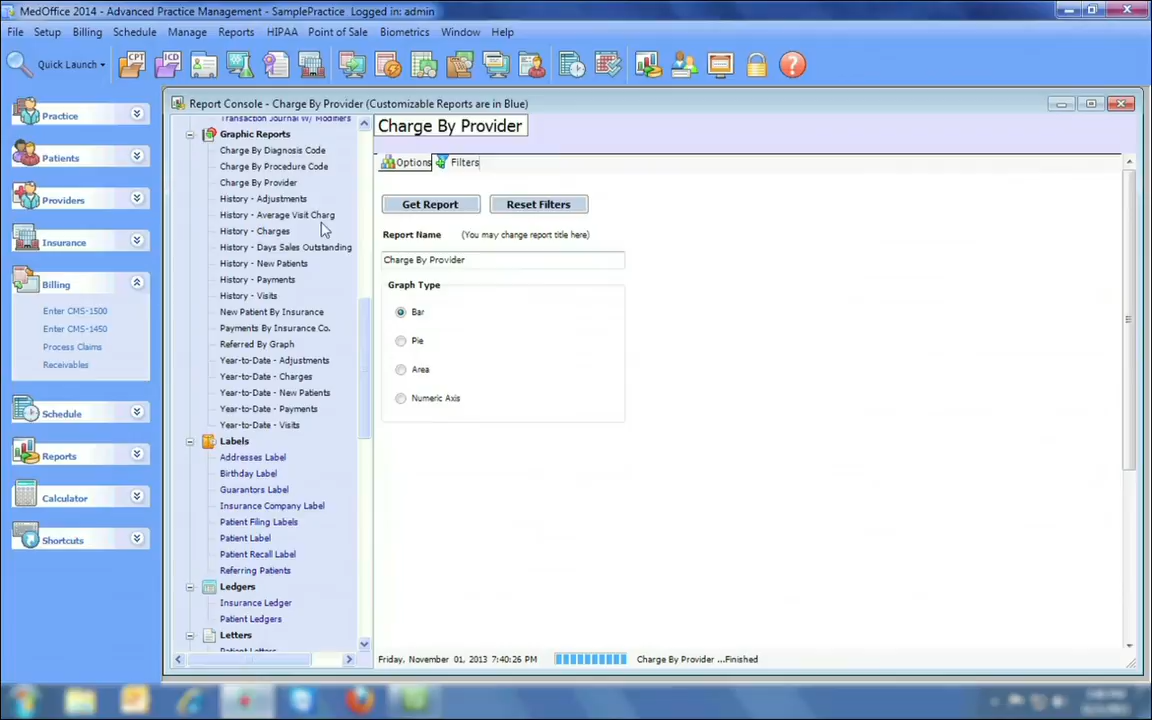 MedOffice 2014 - Advanced Practice Management - SamplePractice Logged in: admin
File Setup Billing Schedule Manage Reports HIPAA Point of Sale Biometrics Window Help
Quick Launch
CPT
ICD
Practice
Patients
Providers
Insurance
Billing
Enter CMS-1500
Enter CMS-1450
Process Claims
Receivables
Schedule
Reports
Calculator
Shortcuts
Report Console - Charge By Provider (Customizable Reports are in Blue)
Transaction Journal W/ Modifiers
Graphic Reports
Charge By Diagnosis Code
Charge By Procedure Code
Charge By Provider
History - Adjustments
History - Average Visit Charg
History - Charges
History - Days Sales Outstanding
History - New Patients
History - Payments
History - Visits
New Patient By Insurance
Payments By Insurance Co.
Referred By Graph
Year-to-Date - Adjustments
Year-to-Date - Charges
Year-to-Date - New Patients
Year-to-Date - Payments
Year-to-Date - Visits
Labels
Addresses Label
Birthday Label
Guarantors Label
Insurance Company Label
Patient Filing Labels
Patient Label
Patient Recall Label
Referring Patients
Ledgers
Insurance Ledger
Patient Ledgers
Letters
Charge By Provider
Options Filters
Get Report Reset Filters
Report Name (You may change report title here)
Charge By Provider
Graph Type
Bar
Pie
Area
Numeric Axis
Friday, November 01, 2013 7:40:26 PM Charge By Provider ...Finished